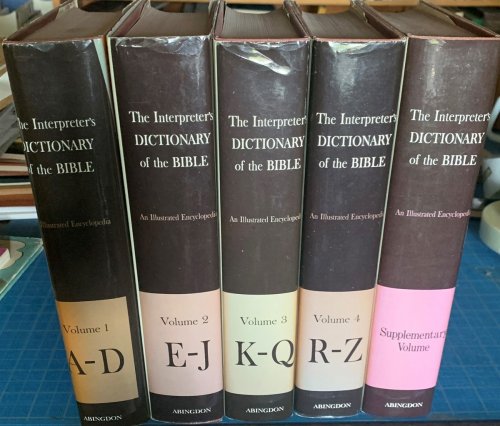 The Interpreter's
DICTIONARY
of the BIBLE
An Illustrated Encyclopedia
Volume 1
A-D
ABINGDON
The Interpreter's
DICTIONARY
of the BIBLE
An Illustrated Encyclopedia
Volume 2
E-J
ABINGDON
The Interpreter's
DICTIONARY
of the BIBLE
An Illustrated Encyclopedia
Volume 3
K-Q
ABINGDON
The Interpreter's
DICTIONARY
of the BIBLE
An Illustrated Encyclopedia
Volume 4
R-Z
ABINGDON
The Interpreter's
DICTIONARY
of the BIBLE
An Illustrated Encyclopedia
Supplementary
Volume
ABINGDON